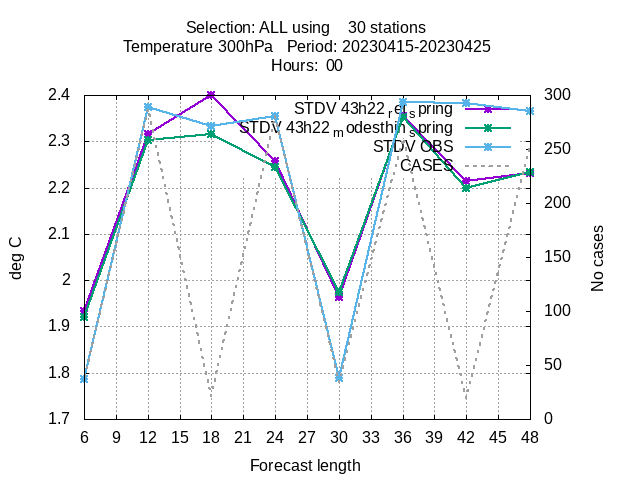 Selection: ALL using 30 stations
Temperature 300hPa Period: 20230415-20230425
Hours: 00
2.4
2.3
2.2
2.1
2
1.9
1.8
1.7
deg C
300
250
200
150
100
50
0
No cases
STDV 43h22
STDV 43h22
STDV OBS
CASES
6 9 12 15 18 21 24 27 30 33 36 39 42 45 48
Forecast length